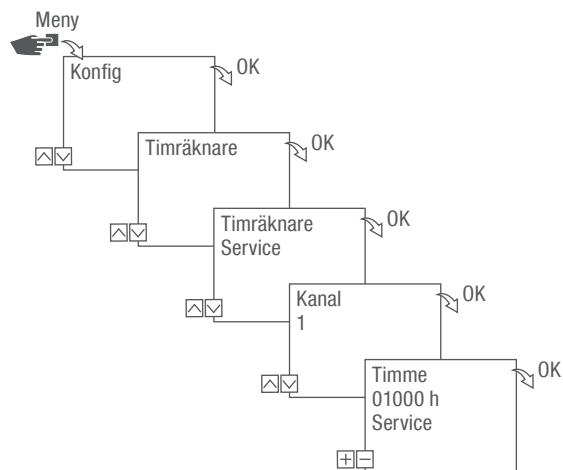 Meny
Konfig
OK
Timräknare
OK
Timräknare
Service
OK
Kanal
1
OK
Timme
01000 h
Service
OK